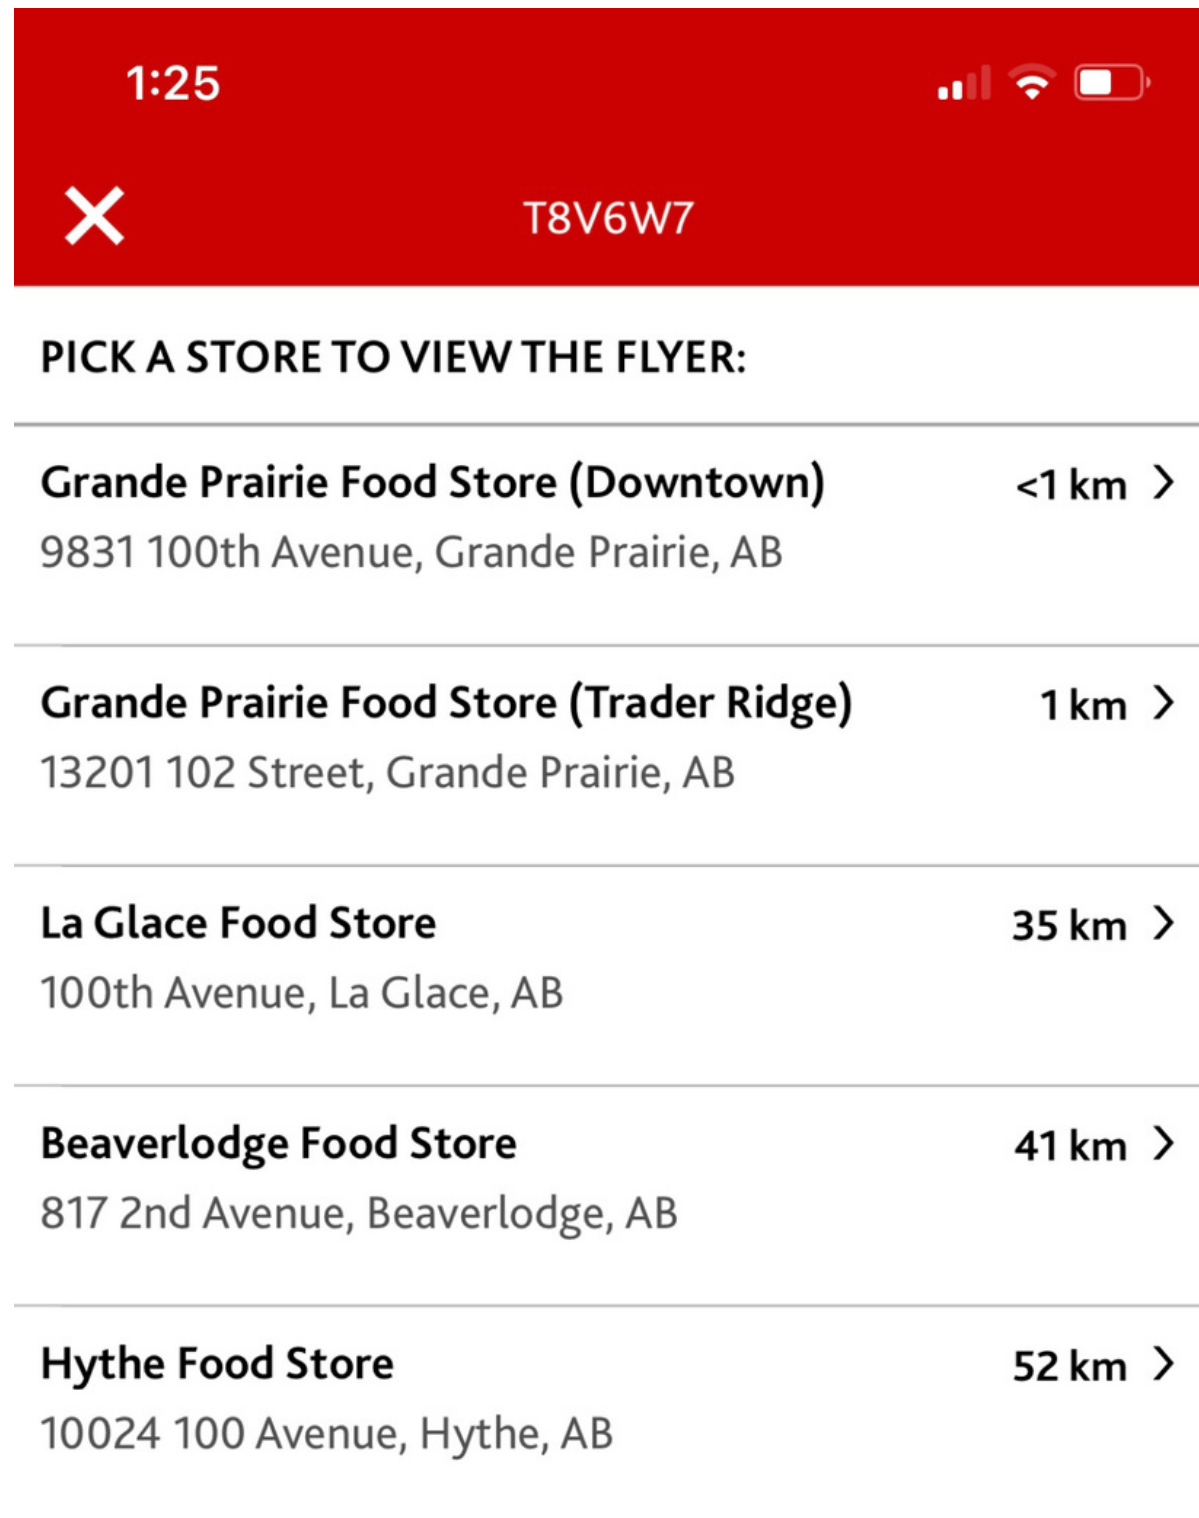 1:25
T8V6W7
PICK A STORE TO VIEW THE FLYER:
Grande Prairie Food Store (Downtown) <1 km
9831 100th Avenue, Grande Prairie, AB
Grande Prairie Food Store (Trader Ridge) 1 km
13201 102 Street, Grande Prairie, AB
La Glace Food Store 35 km
100th Avenue, La Glace, AB
Beaverlodge Food Store 41 km
817 2nd Avenue, Beaverlodge, AB
Hythe Food Store 52 km
10024 100 Avenue, Hythe, AB